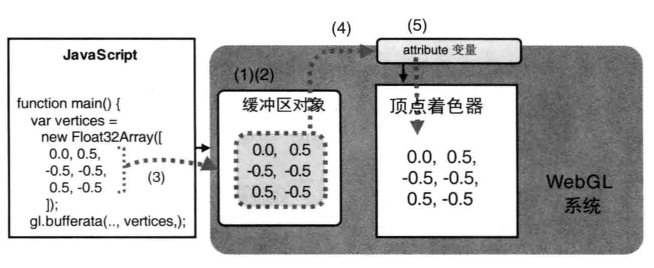 JavaScript
function main() {
var vertices =
new Float32Array([
0.0, 0.5,
-0.5, -0.5,
0.5, -0.5
]);
gl.bufferata(.., vertices,);
(3)
(1)(2)
缓冲区对象
0.0, 0.5
-0.5, -0.5
0.5, -0.5
(4)
(5)
attribute 变量
顶点着色器
0.0, 0.5,
-0.5, -0.5,
0.5, -0.5
WebGL
系统